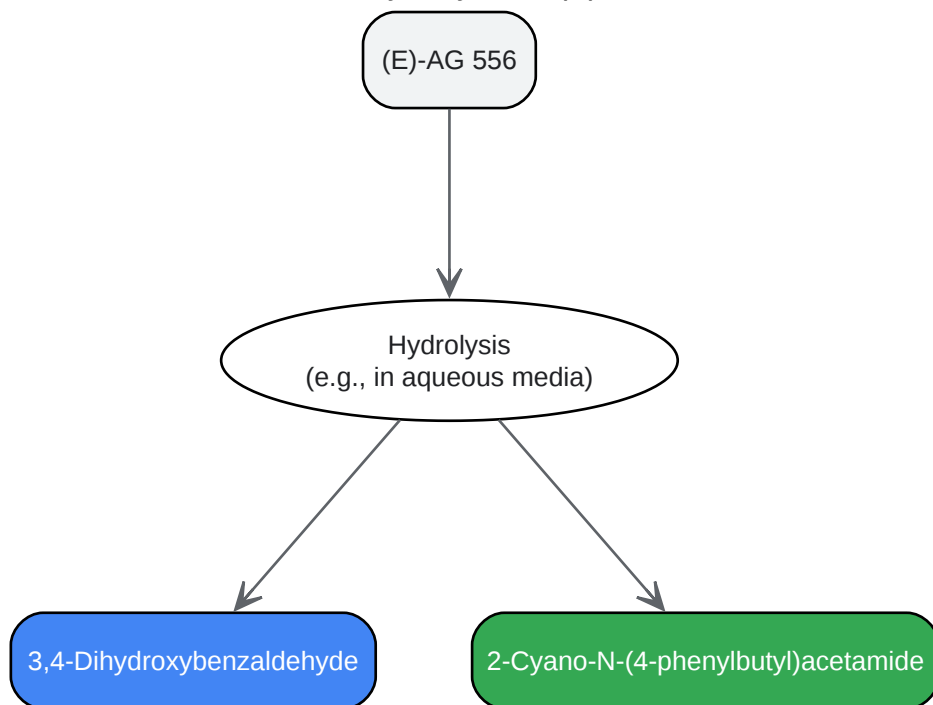 (E)-AG 556
Hydrolysis
(e.g., in aqueous media)
3,4-Dihydroxybenzaldehyde
2-Cyano-N-(4-phenylbutyl)acetamide